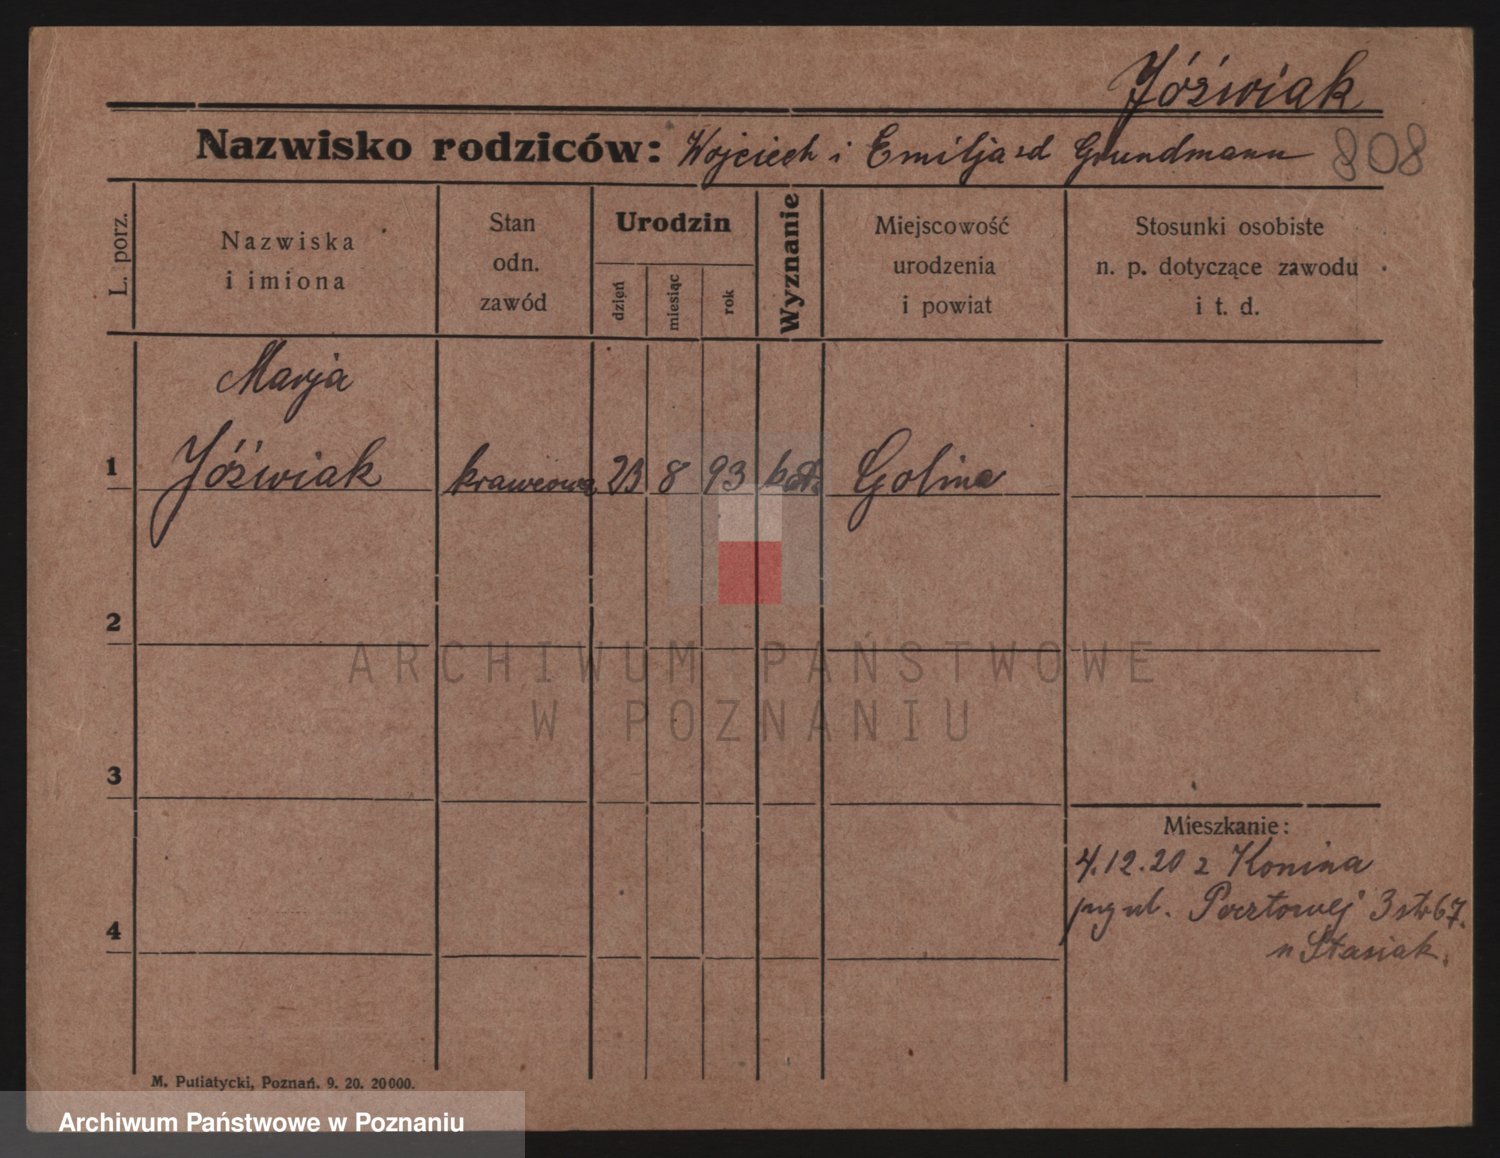 Jóźwiak
Nazwisko rodziców: Wojciech i Emilja zd Grundmann 808
L. porz.
Nazwiska
i imiona
Stan
odn.
zawód
Urodzin
dzień
miesiąc
rok
Wyznanie
Miejscowość
urodzenia
i powiat
Stosunki osobiste
n. p. dotyczące zawodu
i t. d.
Marja
1 Jóźwiak krawcowa 23 8 93 kat. Golina
2
3
4
Mieszkanie:
4.12.20 z Konina
ul. Pocztowej 3
Stasiak.
M. Putiatycki, Poznań. 9. 20. 20000.
ARCHIWUM PAŃSTWOWE
W POZNANIU
Archiwum Państwowe w Poznaniu